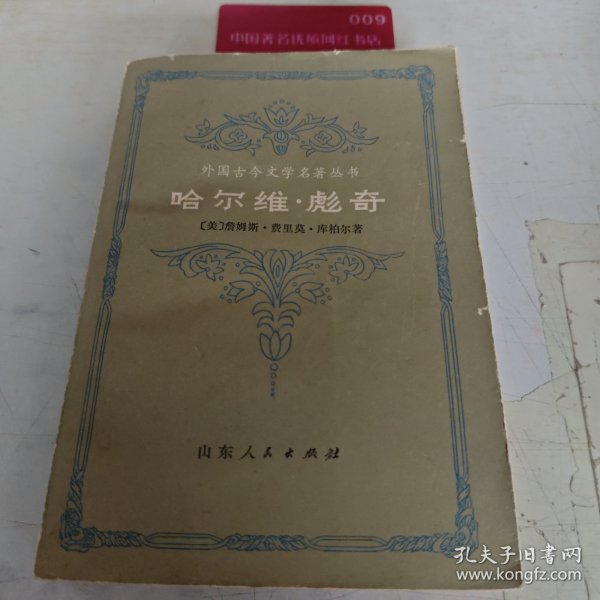 009
中国著名优质网红书店
外国古今文学名著丛书
哈尔维·彪奇
〔美〕詹姆斯·费里莫·库柏尔著
山东人民出版社
孔夫子旧书网
www.kongfz.com